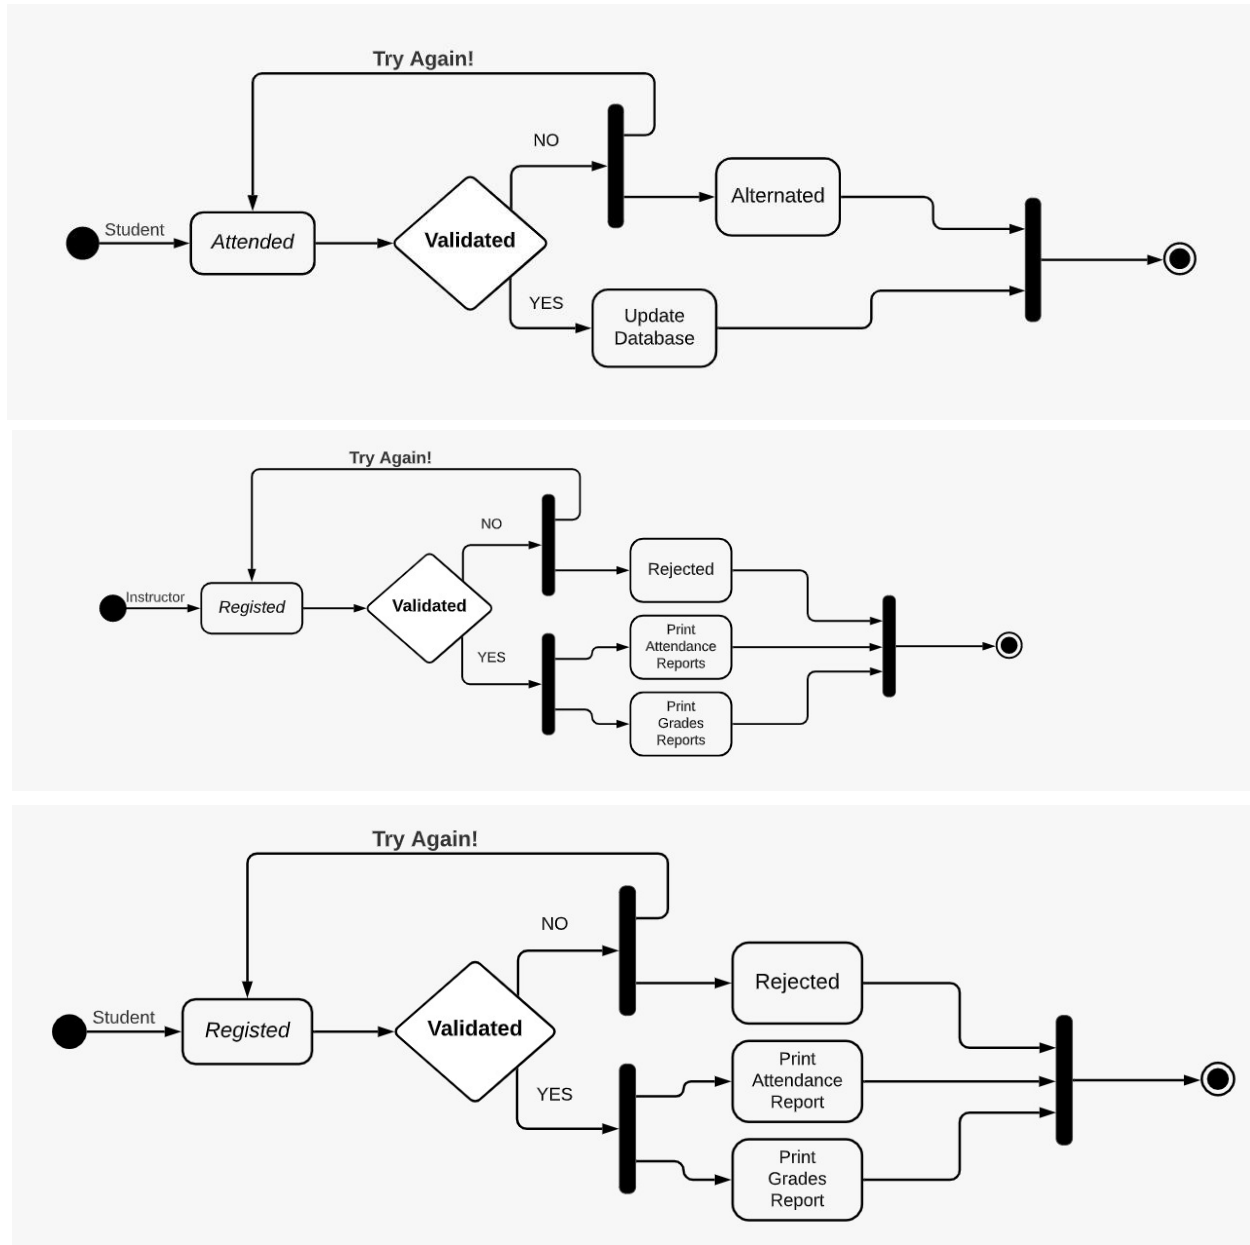 Try Again!
NO
Student
Attended
Validated
Alternated
YES
Update
Database
Try Again!
NO
Instructor
Registed
Validated
Rejected
YES
Print
Attendance
Reports
Print
Grades
Reports
Try Again!
NO
Student
Registed
Validated
Rejected
YES
Print
Attendance
Report
Print
Grades
Report